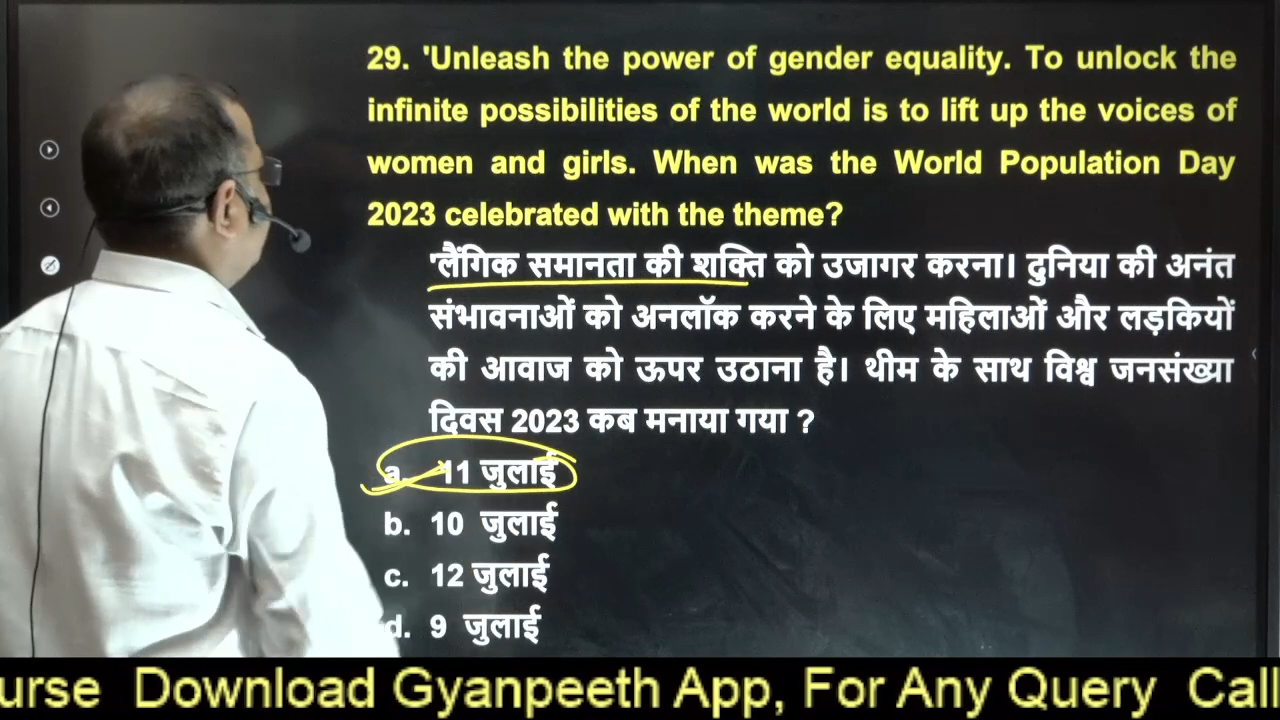 29. 'Unleash the power of gender equality. To unlock the
infinite possibilities of the world is to lift up the voices of
women and girls. When was the World Population Day
2023 celebrated with the theme?
'लैंगिक समानता की शक्ति को उजागर करना। दुनिया की अनंत
संभावनाओं को अनलॉक करने के लिए महिलाओं और लड़कियों
की आवाज को ऊपर उठाना है। थीम के साथ विश्व जनसंख्या
दिवस 2023 कब मनाया गया ?
a. 11 जुलाई
b. 10 जुलाई
c. 12 जुलाई
d. 9 जुलाई
urse Download Gyanpeeth App, For Any Query Call